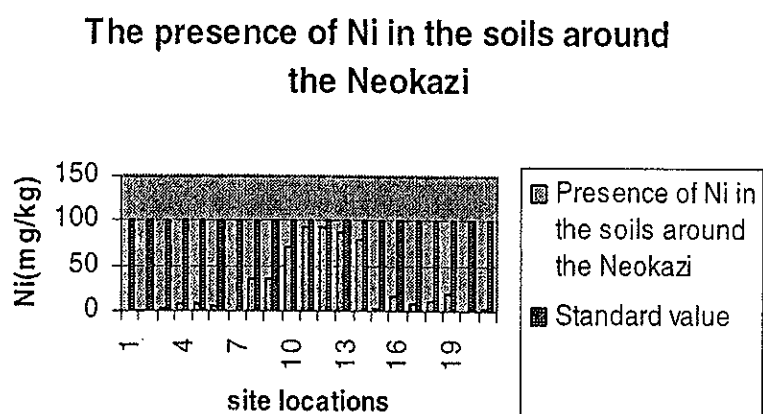 The presence of Ni in the soils around
the Neokazi
150
100
50
0
Ni(mg/kg)
1
4
7
10
13
16
19
site locations
Presence of Ni in
the soils around
the Neokazi
Standard value